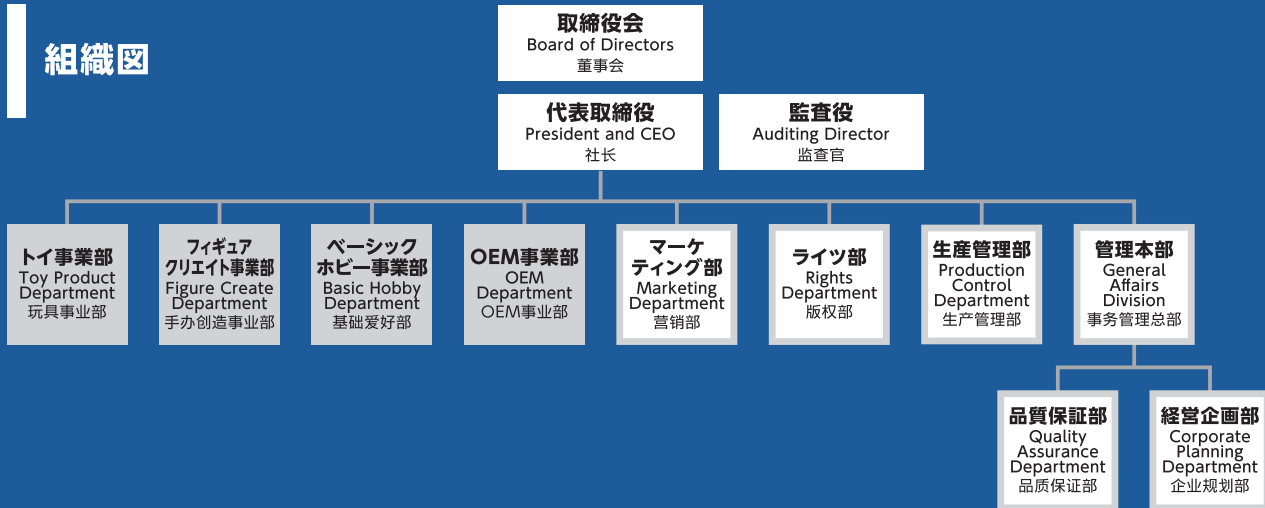 組織図
取締役会
Board of Directors
董事会
代表取締役
President and CEO
社长
監査役
Auditing Director
监查官
トイ事業部
Toy Product
Department
玩具事业部
フィギュア
クリエイト事業部
Figure Create
Department
手办创造事业部
ベーシック
ホビー事業部
Basic Hobby
Department
基础爱好部
OEM事業部
OEM
Department
OEM事业部
マーケ
ティング部
Marketing
Department
营销部
ライツ部
Rights
Department
版权部
生産管理部
Production
Control
Department
生产管理部
管理本部
General
Affairs
Division
事务管理总部
品質保証部
Quality
Assurance
Department
品质保证部
経営企画部
Corporate
Planning
Department
企业规划部